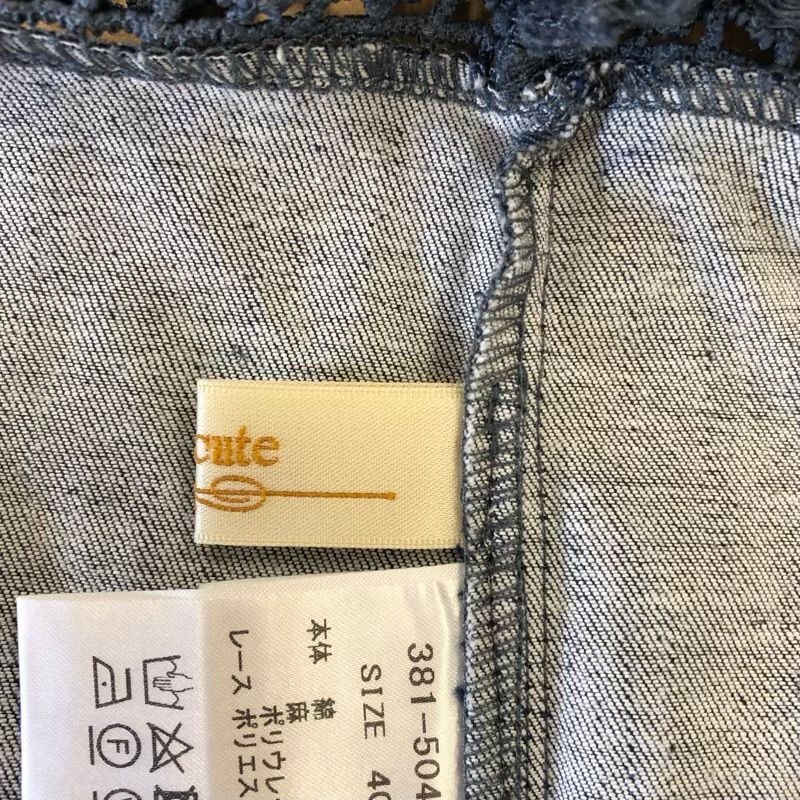 cute
381-504
SIZE 40
本体 綿
麻
ポリウレ
レース ポリエス
F